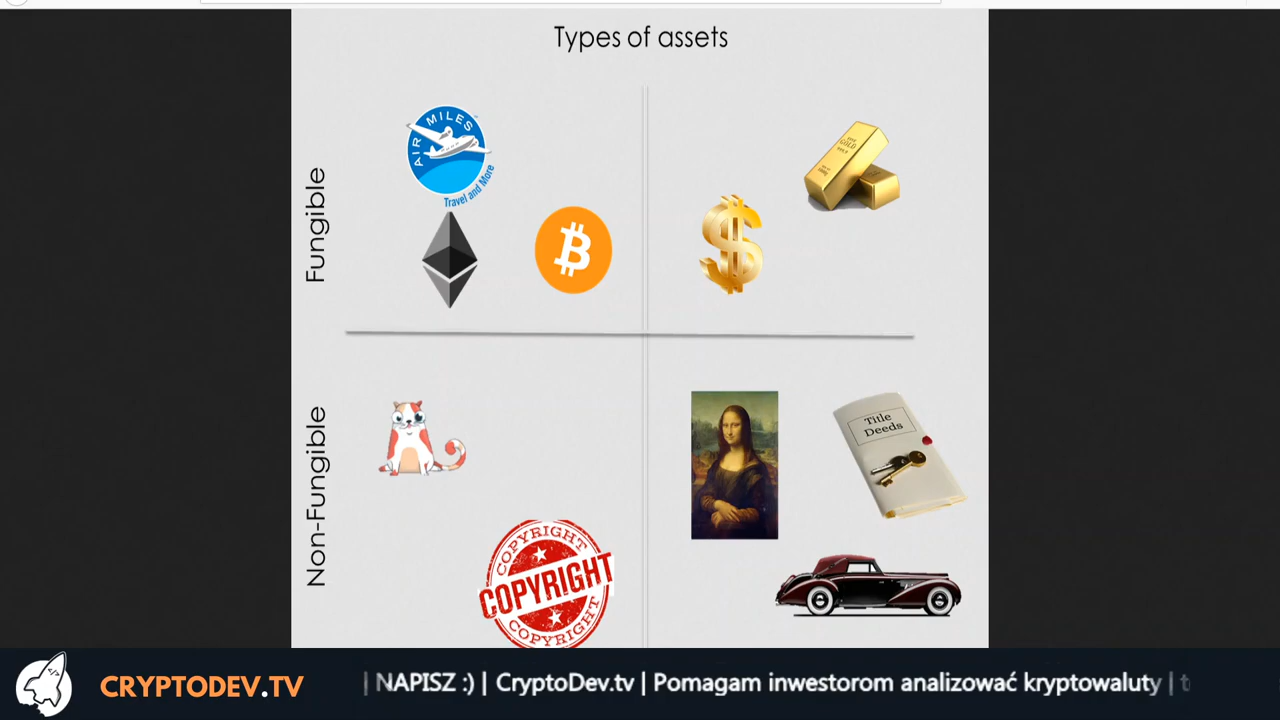 Types of assets
AIR MILES
Travel and More
FINE
GOLD
Fungible
Non-Fungible
Title
Deeds
COPYRIGHT
COPYRIGHT
COPYRIGHT
CRYPTODEV.TV
| NAPISZ :) | CryptoDev.tv | Pomagam inwestorom analizować kryptowaluty |